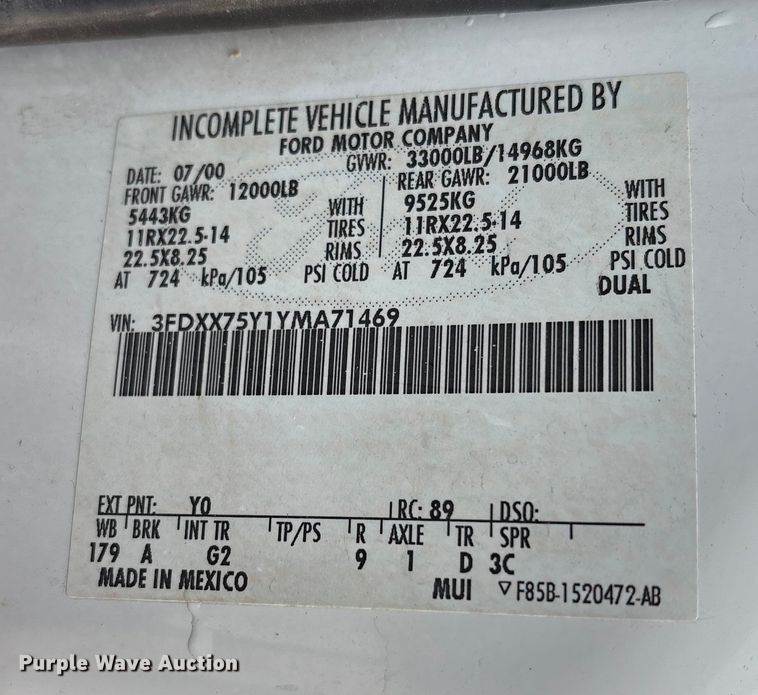 INCOMPLETE VEHICLE MANUFACTURED BY
FORD MOTOR COMPANY
DATE: 07/00 GVWR: 33000LB/14968KG
FRONT GAWR: 12000LB REAR GAWR: 21000LB
5443KG WITH 9525KG WITH
11RX22.5-14 TIRES 11RX22.5-14 TIRES
22.5X8.25 RIMS 22.5X8.25 RIMS
AT 724 kPa/105 PSI COLD AT 724 kPa/105 PSI COLD
DUAL
VIN: 3FDXX75Y1YMA71469
EXT PNT: YO RC: 89 DSO:
WB BRK INT TR TP/PS R AXLE TR SPR
179 A G2 9 1 D 3C
MADE IN MEXICO MUI ▽F85B-1520472-AB
Purple Wave Auction